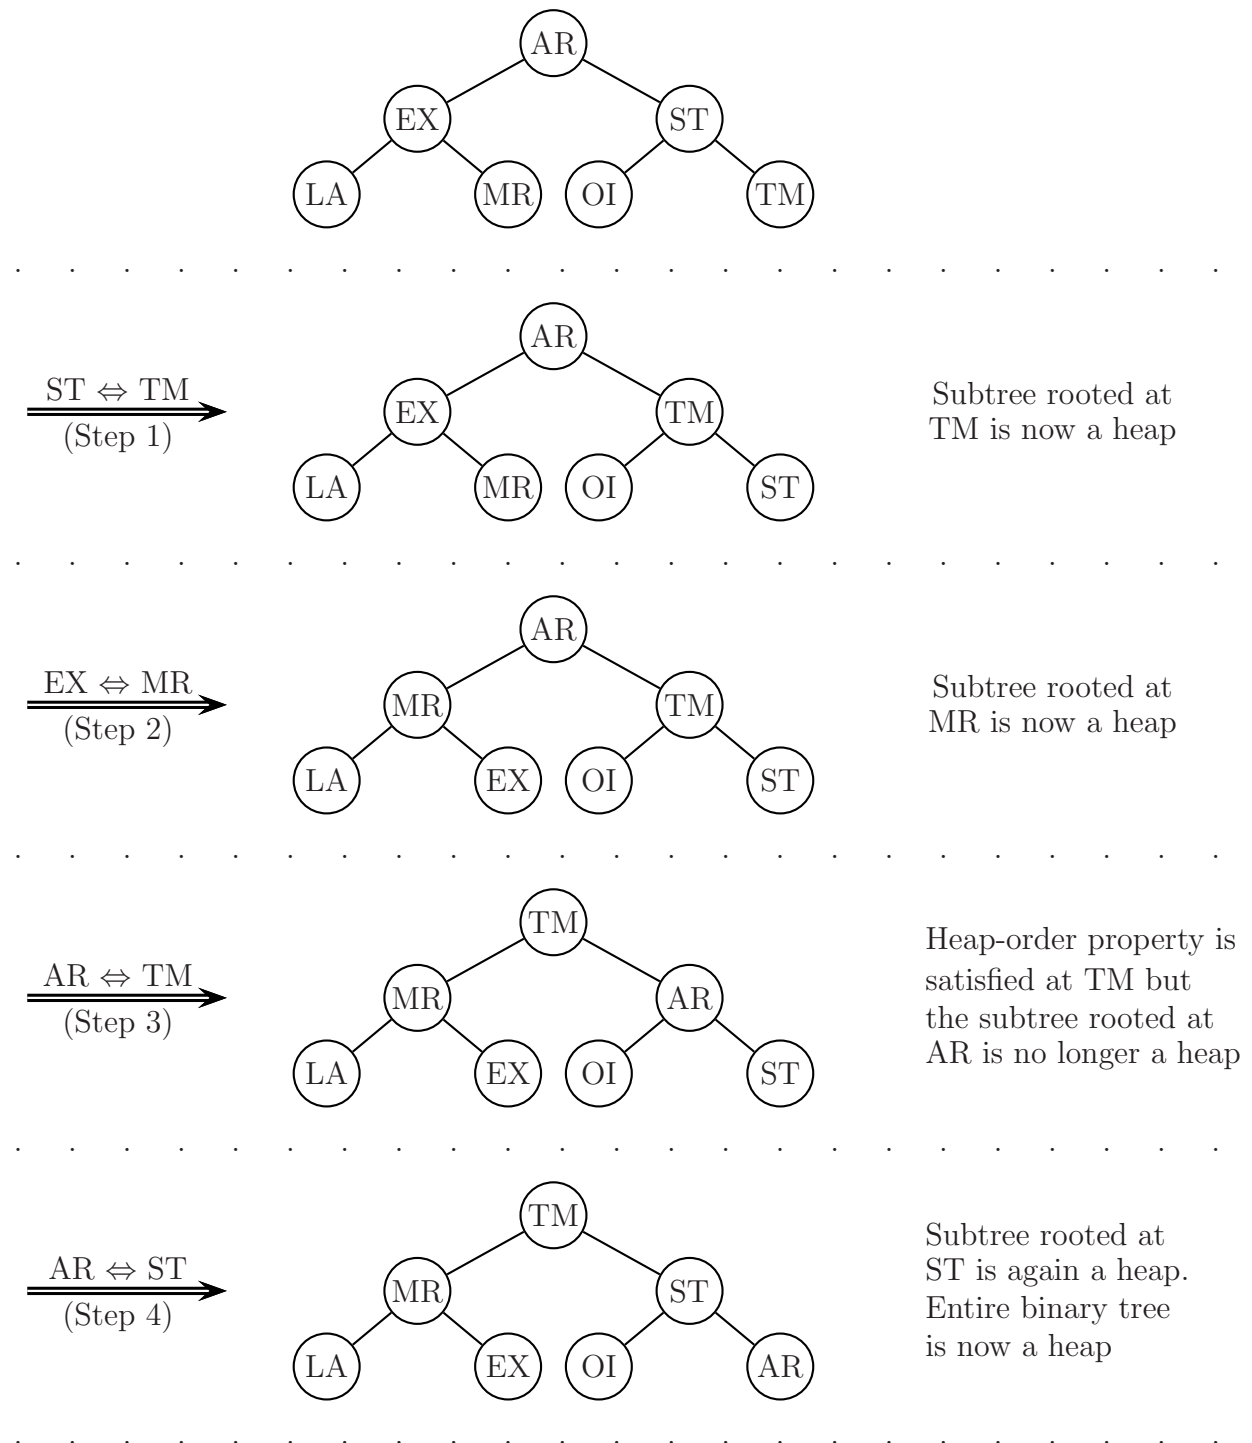 AR
EX ST
LA MR OI TM
AR
ST ⇔ TM
(Step 1)
EX TM
LA MR OI ST
Subtree rooted at
TM is now a heap
AR
EX ⇔ MR
(Step 2)
MR TM
LA EX OI ST
Subtree rooted at
MR is now a heap
TM
AR ⇔ TM
(Step 3)
MR AR
LA EX OI ST
Heap-order property is
satisfied at TM but
the subtree rooted at
AR is no longer a heap
TM
AR ⇔ ST
(Step 4)
MR ST
LA EX OI AR
Subtree rooted at
ST is again a heap.
Entire binary tree
is now a heap